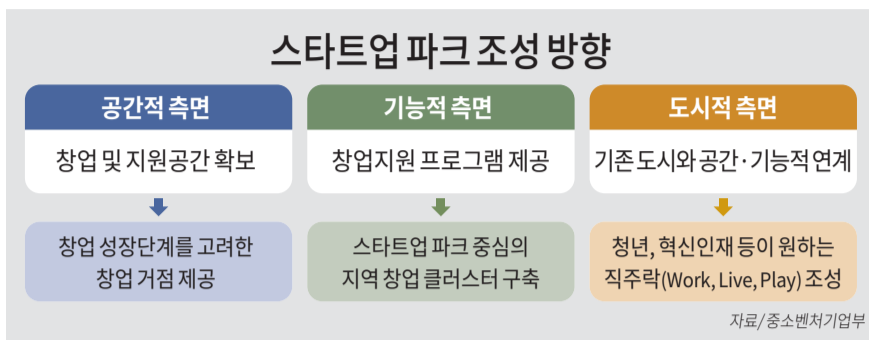 스타트업 파크 조성 방향
공간적 측면
창업 및 지원공간 확보
창업 성장단계를 고려한
창업 거점 제공
기능적 측면
창업지원 프로그램 제공
스타트업 파크 중심의
지역 창업 클러스터 구축
도시적 측면
기존 도시와 공간·기능적 연계
청년, 혁신인재 등이 원하는
직주락(Work, Live, Play) 조성
자료/중소벤처기업부